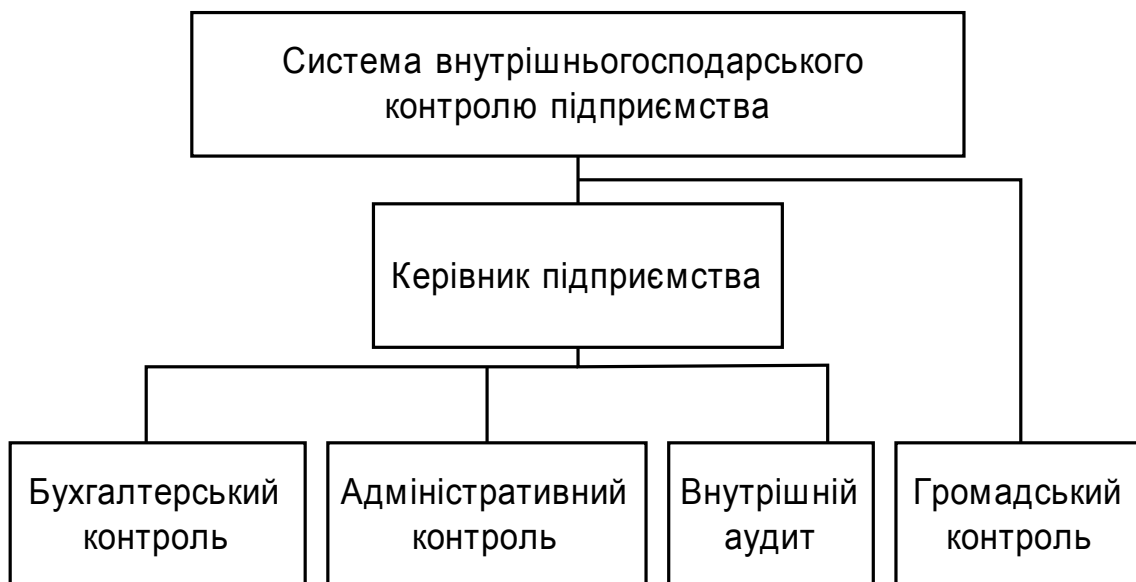 Система внутрішньогосподарського
контролю підприємства
Керівник підприємства
Бухгалтерський
контроль
Адміністративний
контроль
Внутрішній
аудит
Громадський
контроль